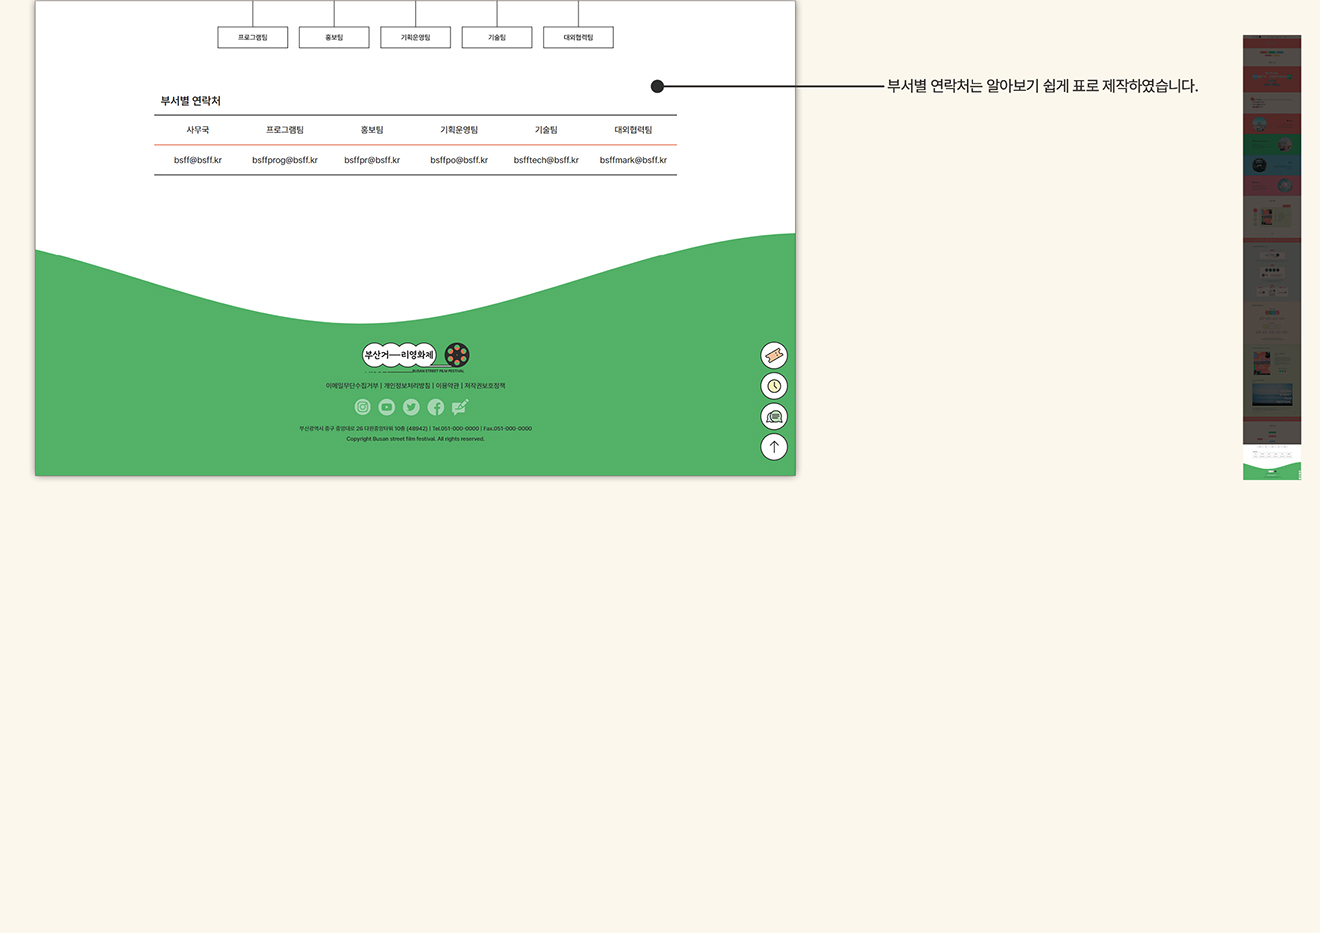 프로그램팀 홍보팀 기획운영팀 기술팀 대외협력팀
부서별 연락처는 알아보기 쉽게 표로 제작하였습니다.
부서별 연락처
사무국 프로그램팀 홍보팀 기획운영팀 기술팀 대외협력팀
bsff@bsff.kr bsffprog@bsff.kr bsffpr@bsff.kr bsffpo@bsff.kr bsfftech@bsff.kr bsffmark@bsff.kr
부산거—리영화제
BUSAN STREET FILM FESTIVAL
이메일무단수집거부 | 개인정보처리방침 | 이용약관 | 저작권보호정책
부산광역시 중구 중앙대로 26 다원중앙타워 10층 (48942) | Tel.051-000-0000 | Fax.051-000-0000
Copyright Busan street film festival. All rights reserved.